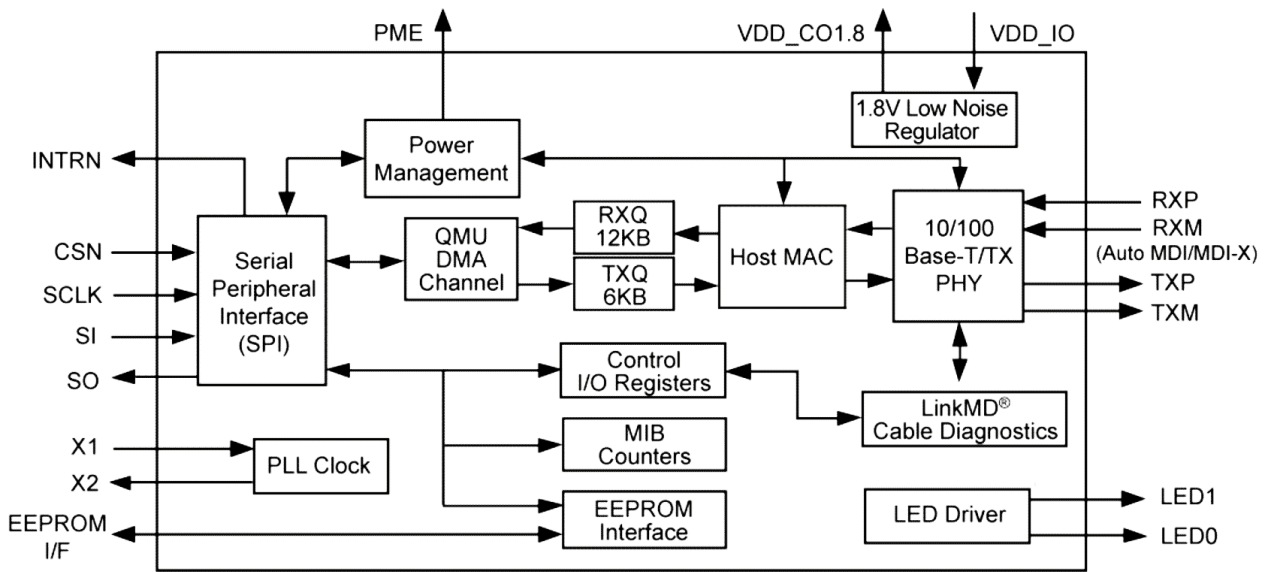 PME
VDD_CO1.8
VDD_IO
1.8V Low Noise
Regulator
Power
Management
INTRN
CSN
SCLK
SI
SO
Serial
Peripheral
Interface
(SPI)
QMU
DMA
Channel
RXQ
12KB
TXQ
6KB
Host MAC
10/100
Base-T/TX
PHY
RXP
RXM
(Auto MDI/MDI-X)
TXP
TXM
Control
I/O Registers
LinkMD®
Cable Diagnostics
MIB
Counters
X1
X2
PLL Clock
EEPROM
I/F
EEPROM
Interface
LED Driver
LED1
LED0